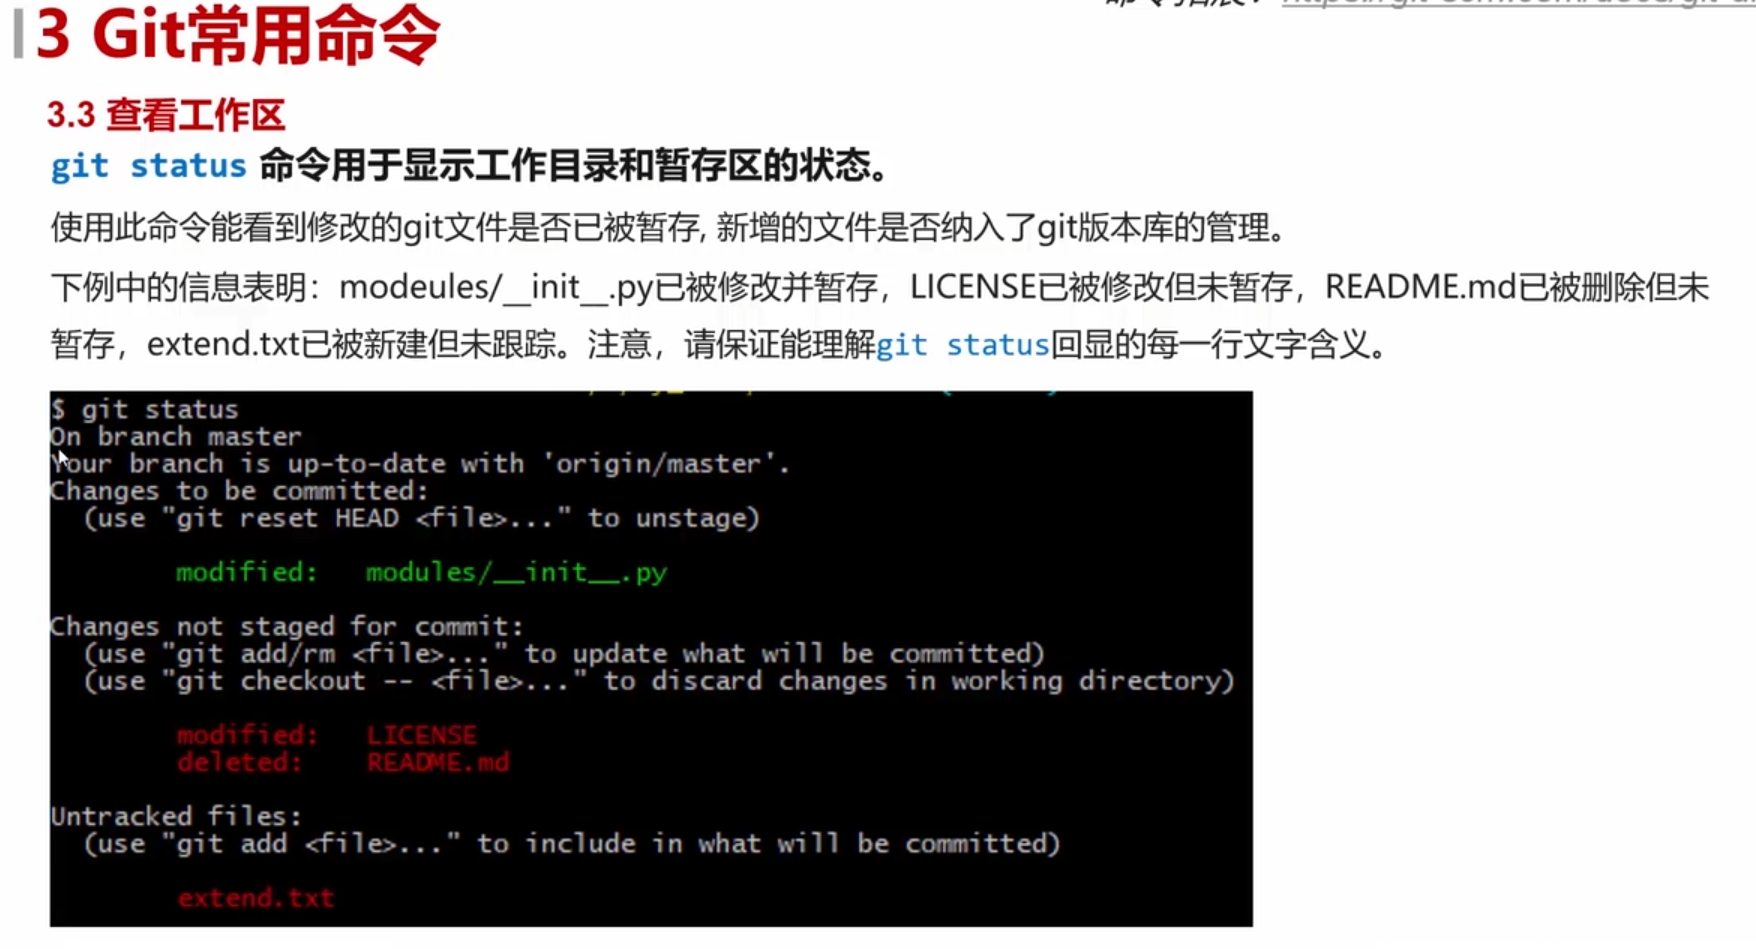 3 Git常用命令
3.3 查看工作区
git status 命令用于显示工作目录和暂存区的状态。
使用此命令能看到修改的git文件是否已被暂存, 新增的文件是否纳入了git版本库的管理。
下例中的信息表明：modeules/__init__.py已被修改并暂存，LICENSE已被修改但未暂存，README.md已被删除但未
暂存，extend.txt已被新建但未跟踪。注意，请保证能理解git status回显的每一行文字含义。
$ git status
On branch master
Your branch is up-to-date with 'origin/master'.
Changes to be committed:
(use "git reset HEAD <file>..." to unstage)
modified: modules/__init__.py
Changes not staged for commit:
(use "git add/rm <file>..." to update what will be committed)
(use "git checkout -- <file>..." to discard changes in working directory)
modified: LICENSE
deleted: README.md
Untracked files:
(use "git add <file>..." to include in what will be committed)
extend.txt